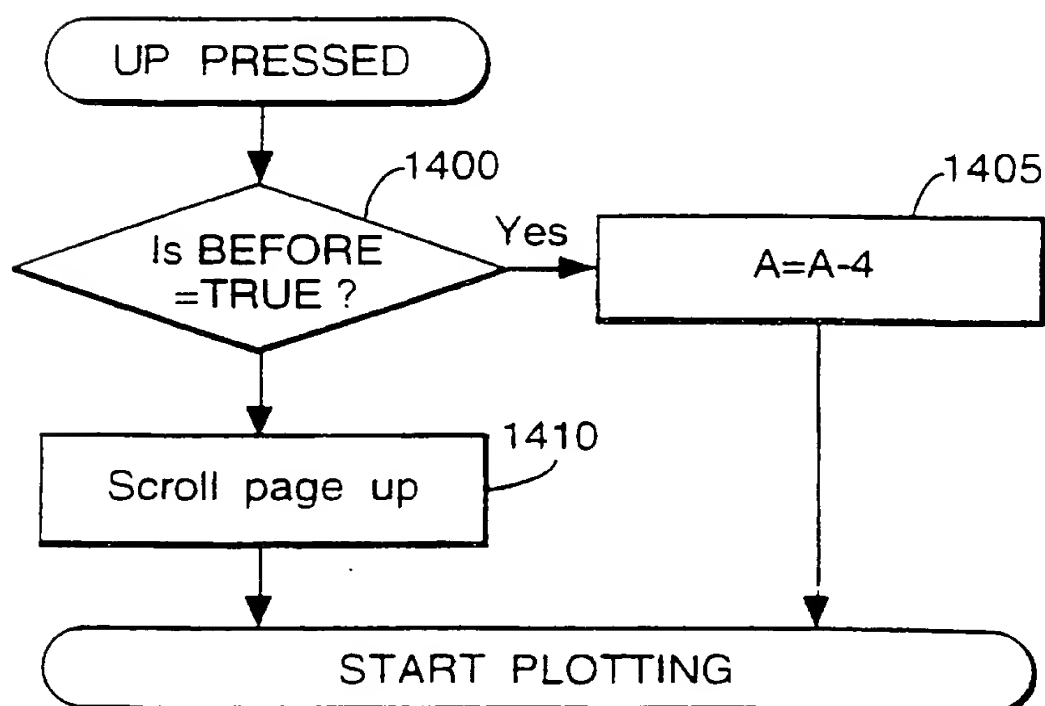 UP PRESSED
1400
Is BEFORE
=TRUE ?
Yes
1405
A=A-4
1410
Scroll page up
START PLOTTING